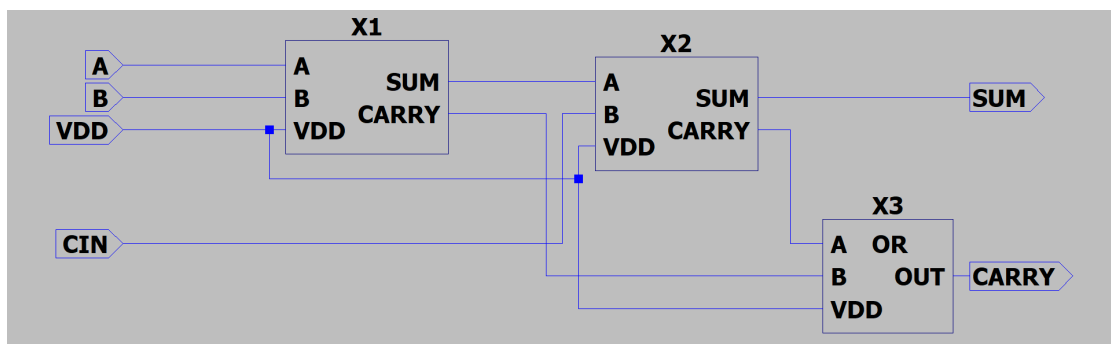 X1
A
B
VDD
CIN
A
B
VDD
SUM
CARRY
X2
A
B
VDD
SUM
CARRY
SUM
X3
A OR
B OUT
VDD
CARRY